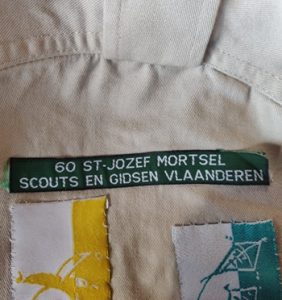 60 ST-JOZEF MORTSEL
SCOUTS EN GIDSEN VLAANDEREN